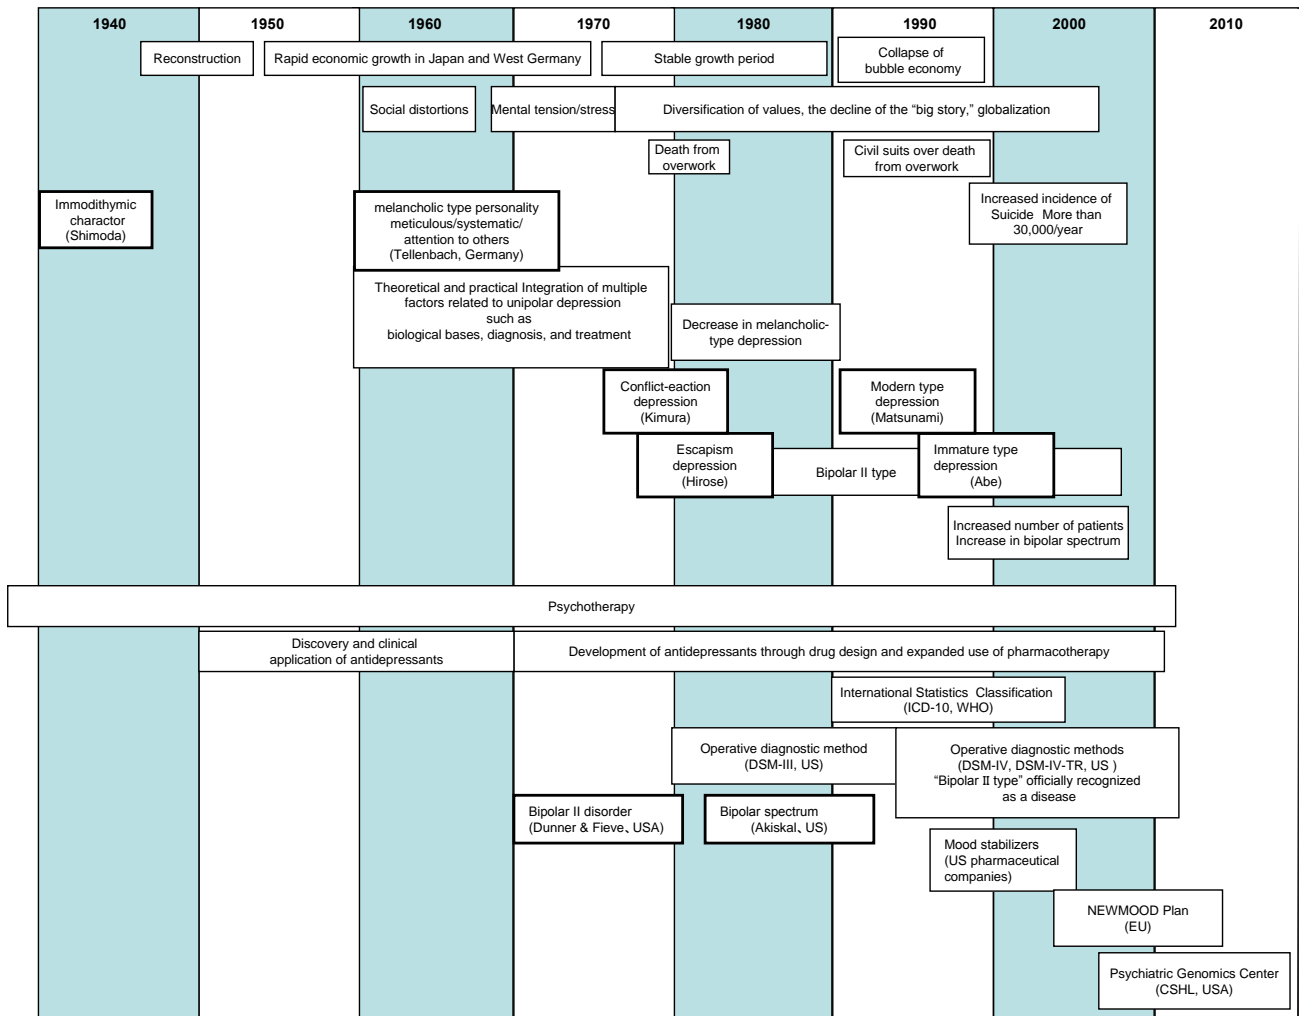 1940 1950 1960 1970 1980 1990 2000 2010
Reconstruction
Rapid economic growth in Japan and West Germany
Stable growth period
Collapse of
bubble economy
Social distortions
Mental tension/stress
Diversification of values, the decline of the “big story,” globalization
Death from
overwork
Civil suits over death
from overwork
Immodithymic
charactor
(Shimoda)
melancholic type personality
meticulous/systematic/
attention to others
(Tellenbach, Germany)
Increased incidence of
Suicide More than
30,000/year
Theoretical and practical Integration of multiple
factors related to unipolar depression
such as
biological bases, diagnosis, and treatment
Decrease in melancholic-
type depression
Conflict-eaction
depression
(Kimura)
Modern type
depression
(Matsunami)
Escapism
depression
(Hirose)
Bipolar II type
Immature type
depression
(Abe)
Increased number of patients
Increase in bipolar spectrum
Psychotherapy
Discovery and clinical
application of antidepressants
Development of antidepressants through drug design and expanded use of pharmacotherapy
International Statistics Classification
(ICD-10, WHO)
Operative diagnostic method
(DSM-III, US)
Operative diagnostic methods
(DSM-IV, DSM-IV-TR, US )
“Bipolar II type” officially recognized
as a disease
Bipolar II disorder
(Dunner & Fieve、USA)
Bipolar spectrum
(Akiskal、US)
Mood stabilizers
(US pharmaceutical
companies)
NEWMOOD Plan
(EU)
Psychiatric Genomics Center
(CSHL, USA)